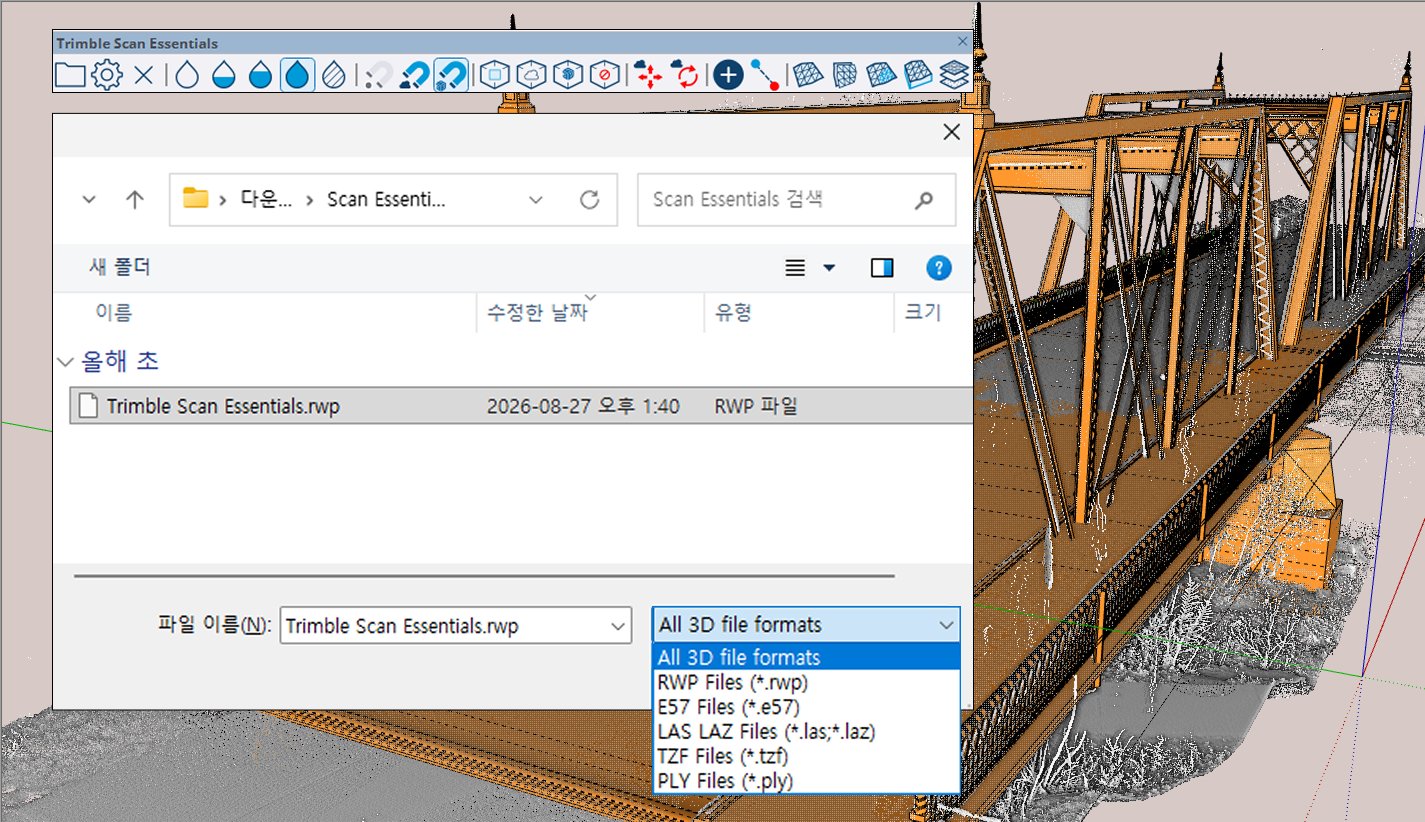 Trimble Scan Essentials
다운... Scan Essenti...
Scan Essentials 검색
새 폴더
이름 수정한 날짜 유형 크기
올해 초
Trimble Scan Essentials.rwp 2026-08-27 오후 1:40 RWP 파일
파일 이름(N): Trimble Scan Essentials.rwp
All 3D file formats
All 3D file formats
RWP Files (*.rwp)
E57 Files (*.e57)
LAS LAZ Files (*.las;*.laz)
TZF Files (*.tzf)
PLY Files (*.ply)